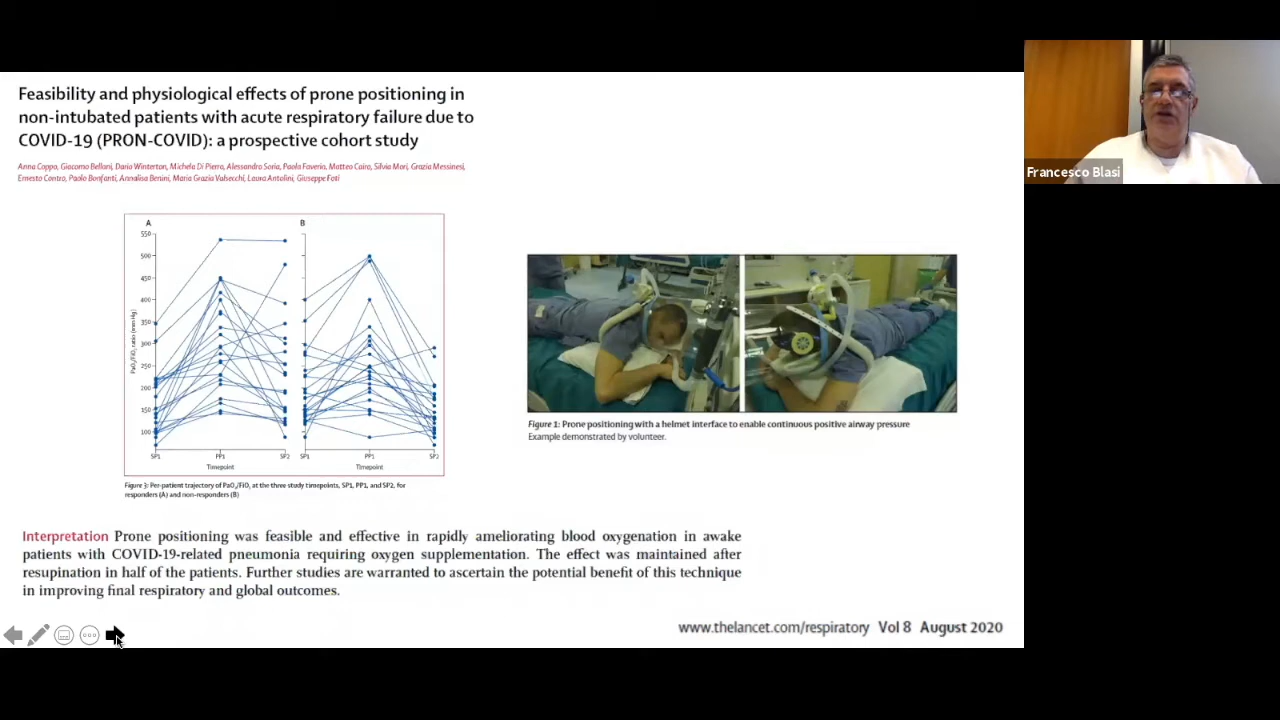 Feasibility and physiological effects of prone positioning in
non-intubated patients with acute respiratory failure due to
COVID-19 (PRON-COVID): a prospective cohort study
Anna Coppo, Giacomo Bellani, Dario Winterton, Michela Di Pierro, Alessandro Soria, Paola Faverio, Matteo Cairo, Silvia Mori, Grazia Messinesi,
Ernesto Contro, Paolo Bonfanti, Annalisa Benini, Maria Grazia Valsecchi, Laura Antolini, Giuseppe Foti
Francesco Blasi
A
B
550
500
450
400
350
300
250
200
150
100
PaO₂/FiO₂ ratio (mm Hg)
SP1 PP1 SP2 SP1 PP1 SP2
Timepoint Timepoint
Figure 3: Per-patient trajectory of PaO₂/FiO₂ at the three study timepoints, SP1, PP1, and SP2, for
responders (A) and non-responders (B)
Figure 1: Prone positioning with a helmet interface to enable continuous positive airway pressure
Example demonstrated by volunteer.
Interpretation Prone positioning was feasible and effective in rapidly ameliorating blood oxygenation in awake
patients with COVID-19-related pneumonia requiring oxygen supplementation. The effect was maintained after
resupination in half of the patients. Further studies are warranted to ascertain the potential benefit of this technique
in improving final respiratory and global outcomes.
www.thelancet.com/respiratory Vol 8 August 2020